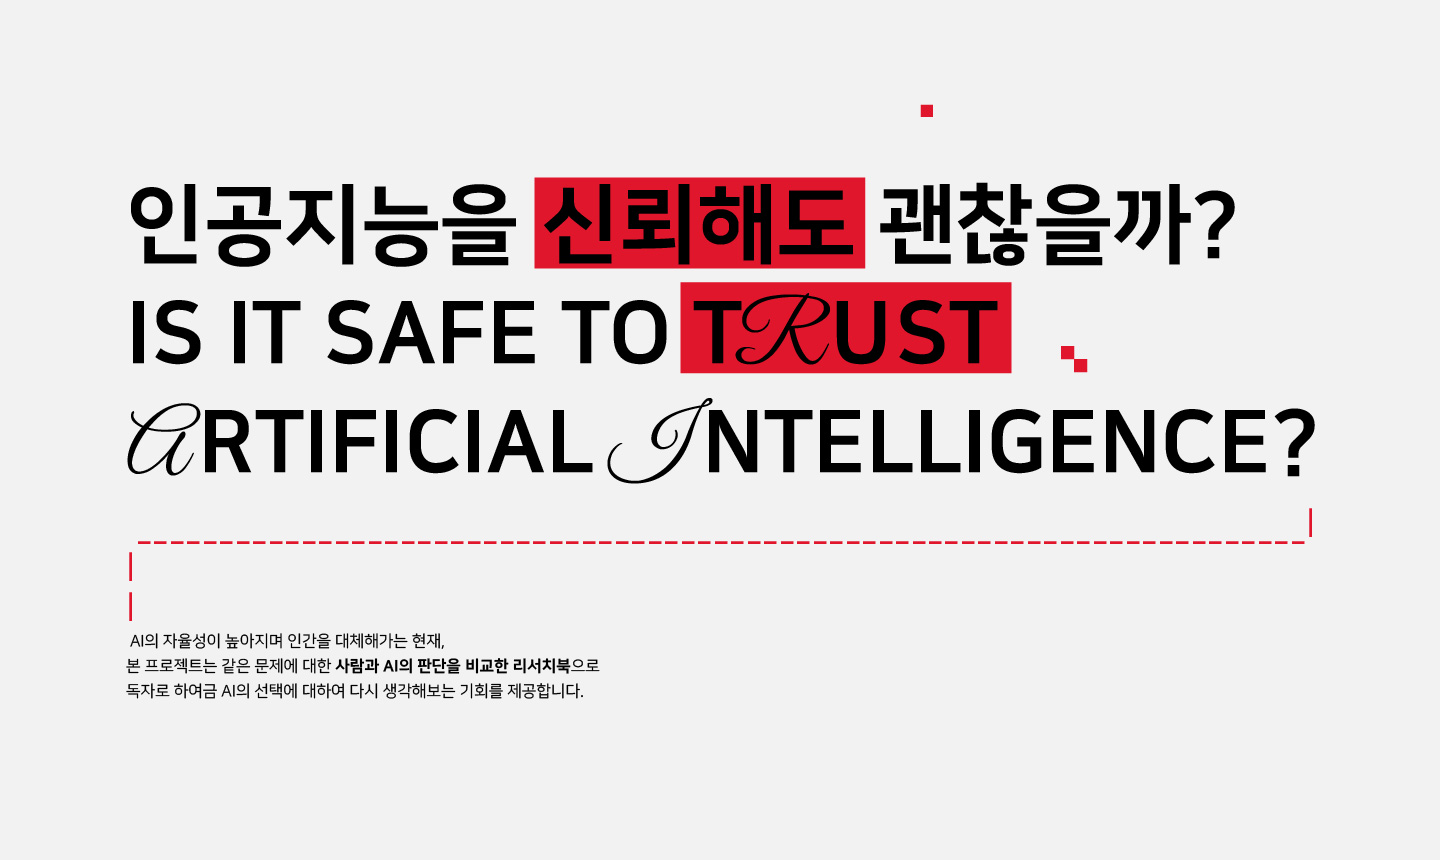 인공지능을 신뢰해도 괜찮을까?
IS IT SAFE TO TRUST
ARTIFICIAL INTELLIGENCE?
AI의 자율성이 높아지며 인간을 대체해가는 현재,
본 프로젝트는 같은 문제에 대한 사람과 AI의 판단을 비교한 리서치북으로
독자로 하여금 AI의 선택에 대하여 다시 생각해보는 기회를 제공합니다.